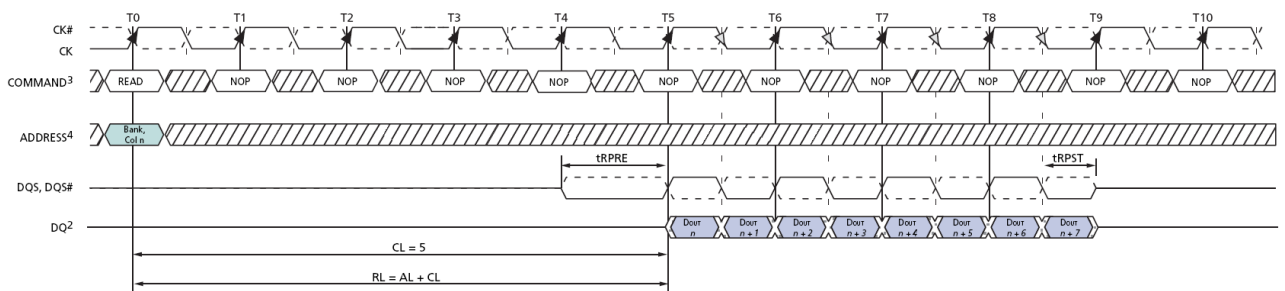 T0 T1 T2 T3 T4 T5 T6 T7 T8 T9 T10
CK#
CK
COMMAND3 READ NOP NOP NOP NOP NOP NOP NOP NOP NOP NOP
ADDRESS4 Bank,
Col n
tRPRE tRPST
DQS, DQS#
DQ2 DOUT DOUT DOUT DOUT DOUT DOUT DOUT DOUT
n n + 1 n + 2 n + 3 n + 4 n + 5 n + 6 n + 7
CL = 5
RL = AL + CL